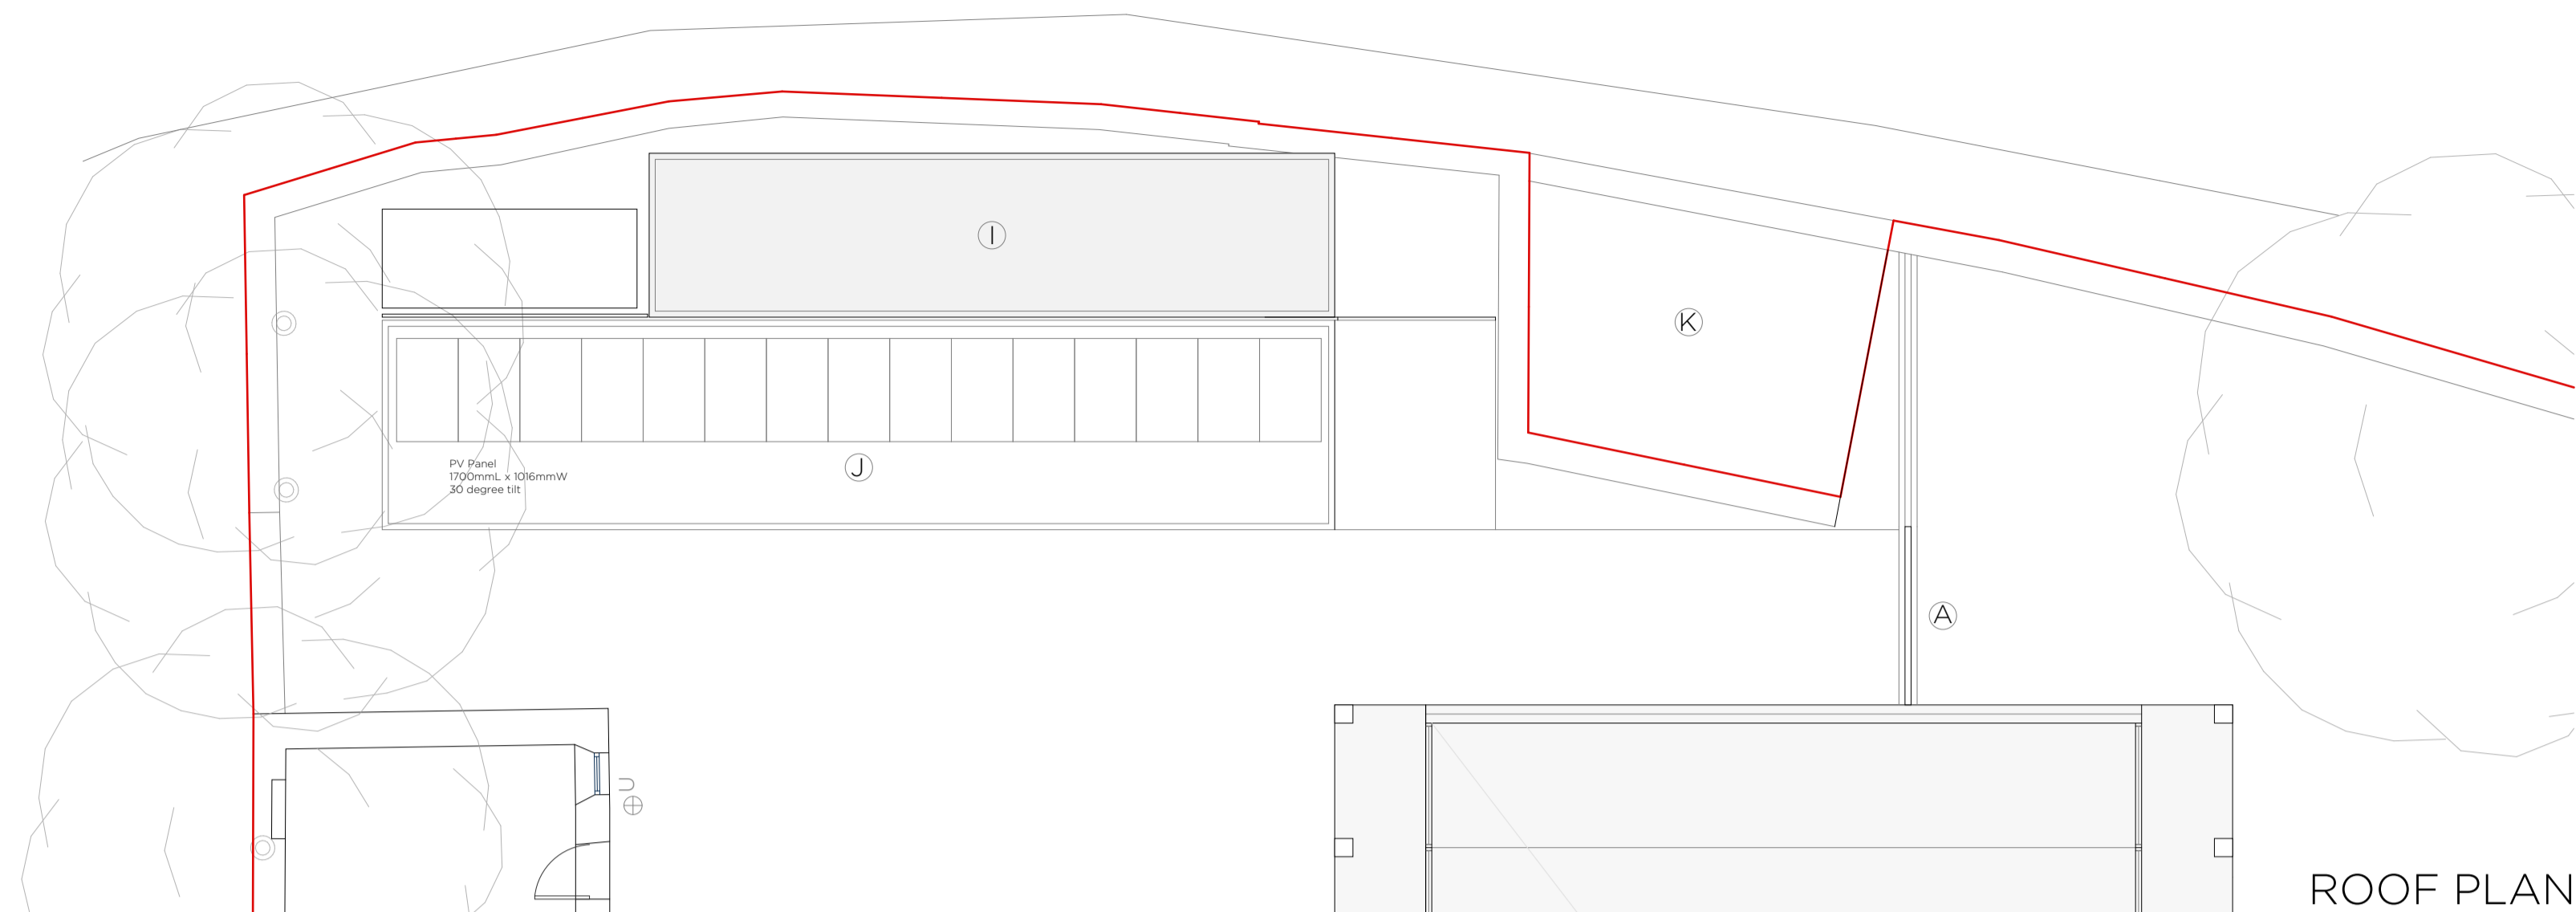 I
K
PV Panel
1700mmL x 1016mmW
30 degree tilt
J
A
U
ROOF PLAN